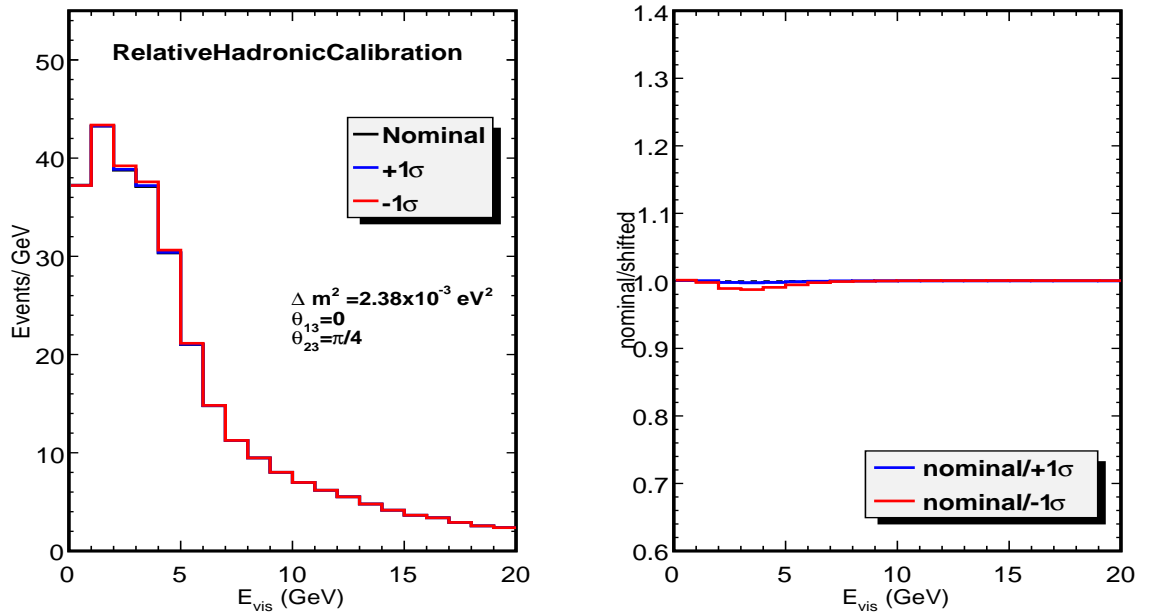 RelativeHadronicCalibration
Nominal
+1σ
-1σ
Δ m²=2.38x10⁻³ eV²
θ₁₃=0
θ₂₃=π/4
Events/ GeV
0
10
20
30
40
50
0 5 10 15 20
E_vis (GeV)
nominal/shifted
1.4
1.3
1.2
1.1
1.0
0.9
0.8
0.7
0.6
nominal/+1σ
nominal/-1σ
0 5 10 15 20
E_vis (GeV)